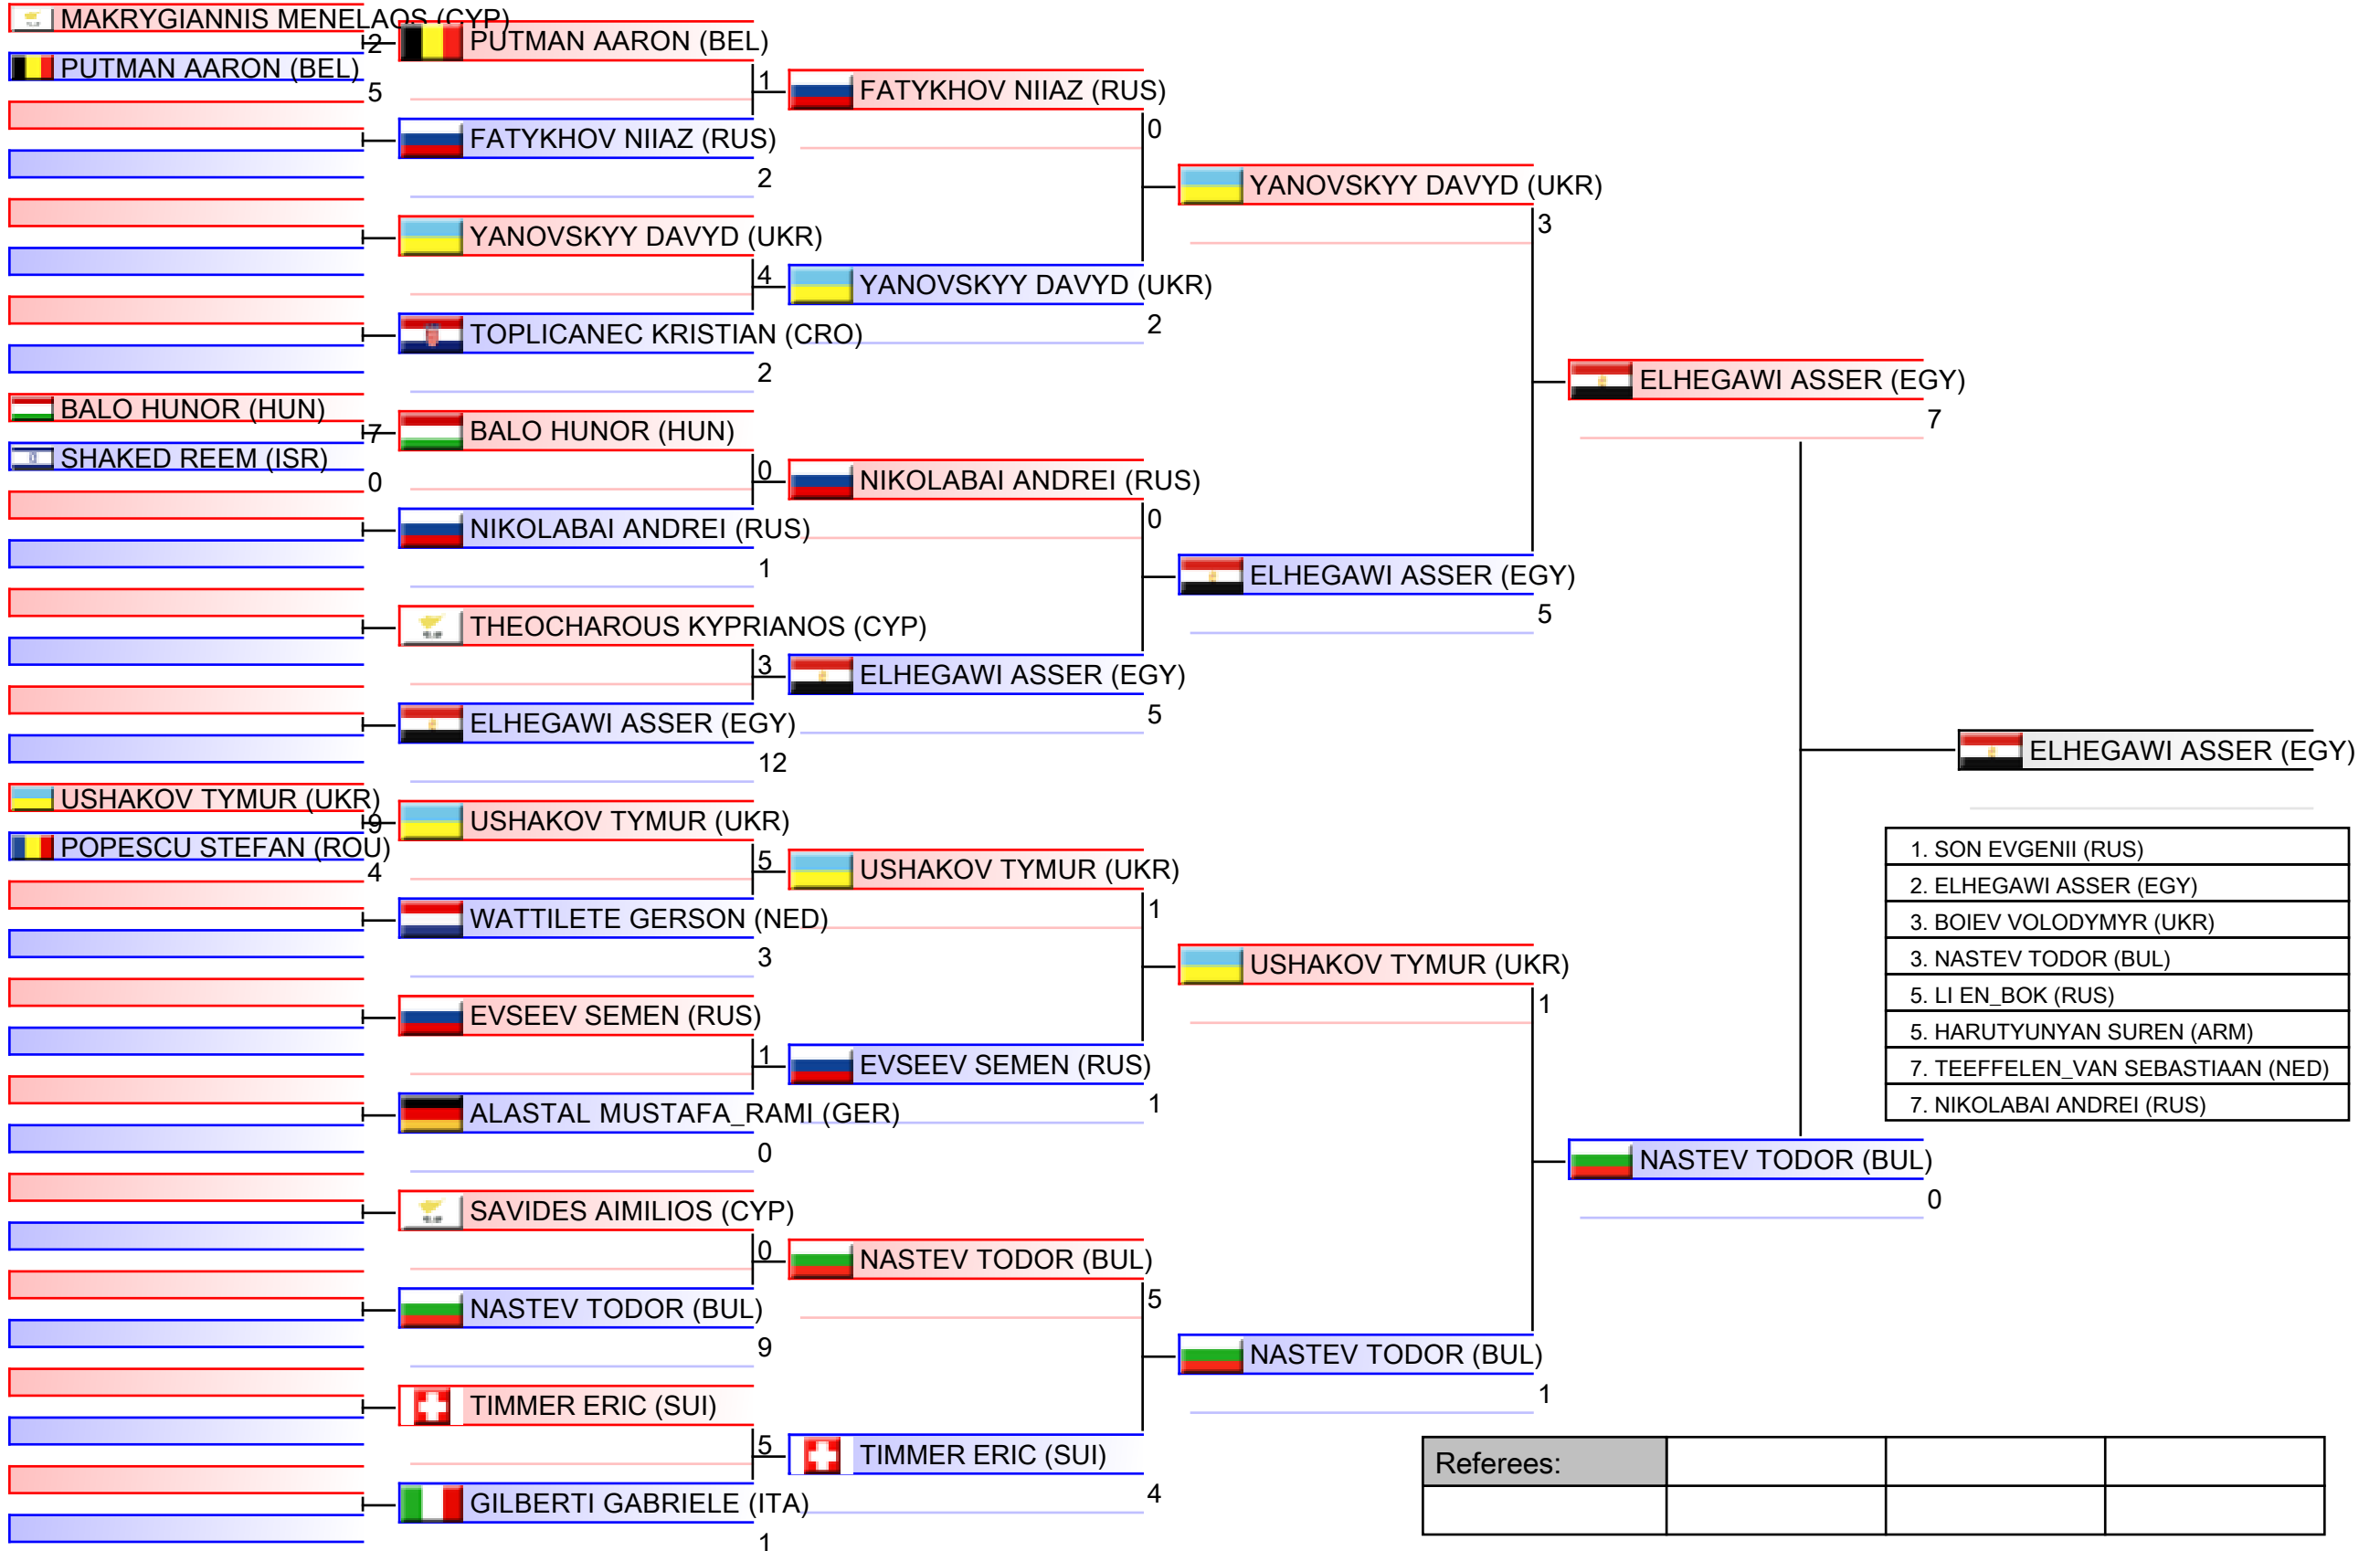 MAKRYGIANNIS MENELAOS (CYP)
2
PUTMAN AARON (BEL)
5
BALO HUNOR (HUN)
7
SHAKED REEM (ISR)
0
USHAKOV TYMUR (UKR)
9
POPESCU STEFAN (ROU)
4
PUTMAN AARON (BEL)
1
FATYKHOV NIIAZ (RUS)
2
YANOVSKYY DAVYD (UKR)
4
TOPLICANEC KRISTIAN (CRO)
2
BALO HUNOR (HUN)
0
NIKOLABAI ANDREI (RUS)
1
THEOCHAROUS KYPRIANOS (CYP)
3
ELHEGAWI ASSER (EGY)
12
USHAKOV TYMUR (UKR)
5
WATTILETE GERSON (NED)
3
EVSEEV SEMEN (RUS)
1
ALASTAL MUSTAFA_RAMI (GER)
0
SAVIDES AIMILIOS (CYP)
0
NASTEV TODOR (BUL)
9
TIMMER ERIC (SUI)
5
GILBERTI GABRIELE (ITA)
1
FATYKHOV NIIAZ (RUS)
0
YANOVSKYY DAVYD (UKR)
2
NIKOLABAI ANDREI (RUS)
0
ELHEGAWI ASSER (EGY)
5
USHAKOV TYMUR (UKR)
1
EVSEEV SEMEN (RUS)
1
NASTEV TODOR (BUL)
5
TIMMER ERIC (SUI)
4
YANOVSKYY DAVYD (UKR)
3
ELHEGAWI ASSER (EGY)
5
USHAKOV TYMUR (UKR)
1
NASTEV TODOR (BUL)
1
ELHEGAWI ASSER (EGY)
7
NASTEV TODOR (BUL)
0
ELHEGAWI ASSER (EGY)
1. SON EVGENII (RUS)
2. ELHEGAWI ASSER (EGY)
3. BOIEV VOLODYMYR (UKR)
3. NASTEV TODOR (BUL)
5. LI EN_BOK (RUS)
5. HARUTYUNYAN SUREN (ARM)
7. TEEFFELEN_VAN SEBASTIAAN (NED)
7. NIKOLABAI ANDREI (RUS)
Referees: